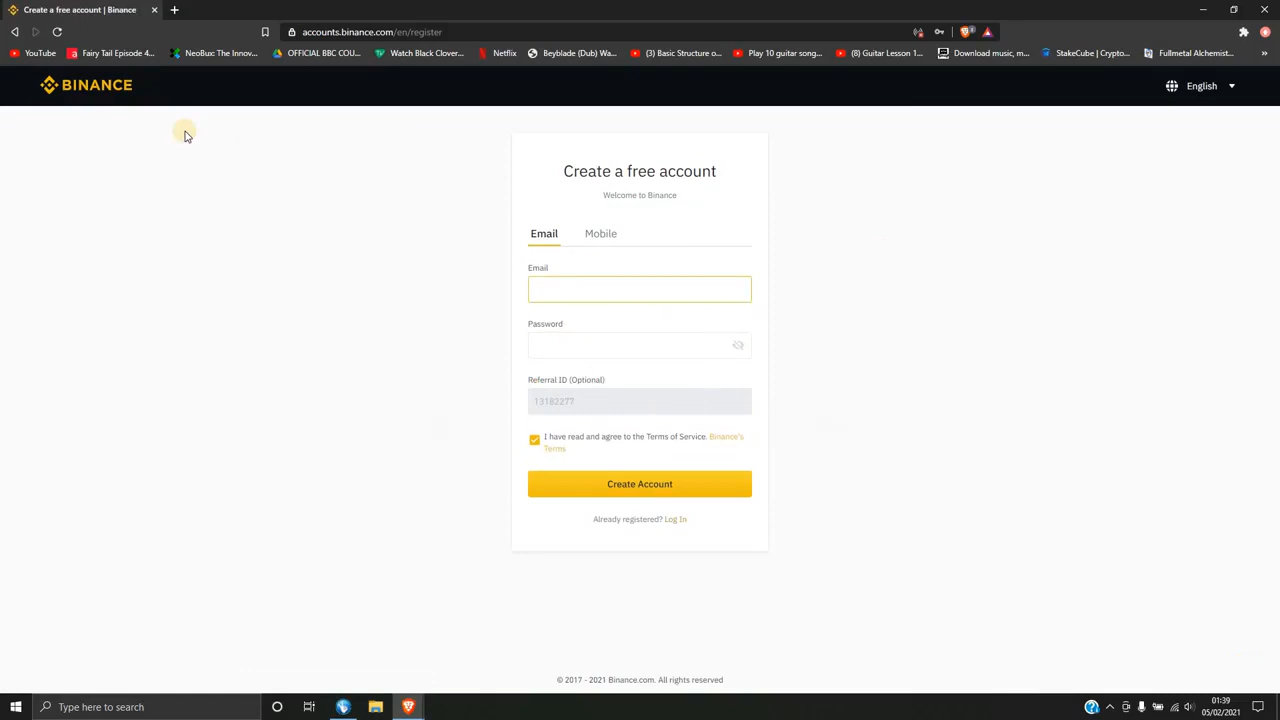 Create a free account | Binance
accounts.binance.com/en/register
YouTube
Fairy Tail Episode 4...
NeoBux The Innov...
OFFICIAL BBC COU...
Watch Black Clover...
Netflix
Beyblade (Dub) Wa...
(3) Basic Structure o...
Play 10 guitar song...
(8) Guitar Lesson 1...
Download music, m...
StakeCube | Crypto...
Fullmetal Alchemist...
BINANCE
English
Create a free account
Welcome to Binance
Email
Mobile
Email
Password
Referral ID (Optional)
13182277
I have read and agree to the Terms of Service. Binance's
Terms
Create Account
Already registered? Log In
© 2017 - 2021 Binance.com. All rights reserved
Type here to search
01:39
05/02/2021